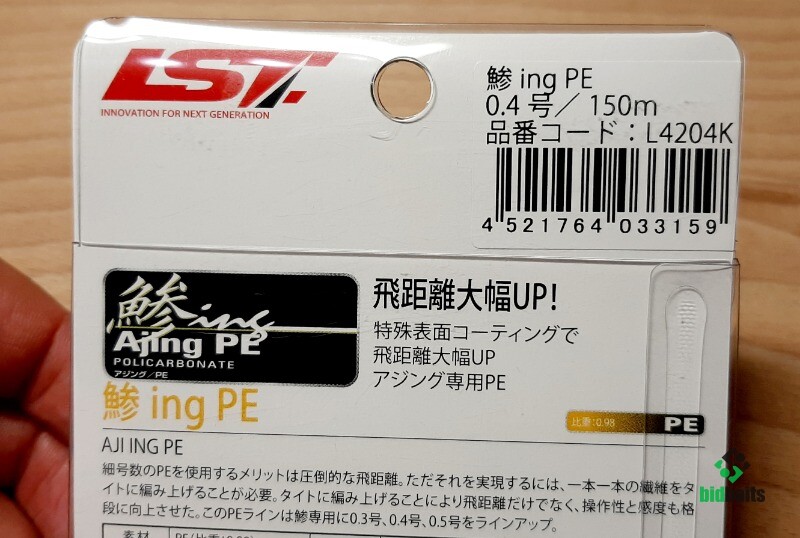 LST.
INNOVATION FOR NEXT GENERATION
鯵 ing PE
0.4 号／ 150m
品番コード：L4204K
4 521764 033159
鯵ing
Ajing PE
POLICARBONATE
アジング／PE
飛距離大幅UP！
特殊表面コーティングで
飛距離大幅UP
アジング専用PE
鯵 ing PE
比重:0.98
PE
AJI ING PE
細号数のPEを使用するメリットは圧倒的な飛距離。ただそれを実現するには、一本一本の繊維をタ
イトに編み上げることが必要。タイトに編み上げることにより飛距離だけでなく、操作性と感度も格
段に向上させた。このPEラインは鯵専用に0.3号、0.4号、0.5号をラインアップ。
素材
bidbaits